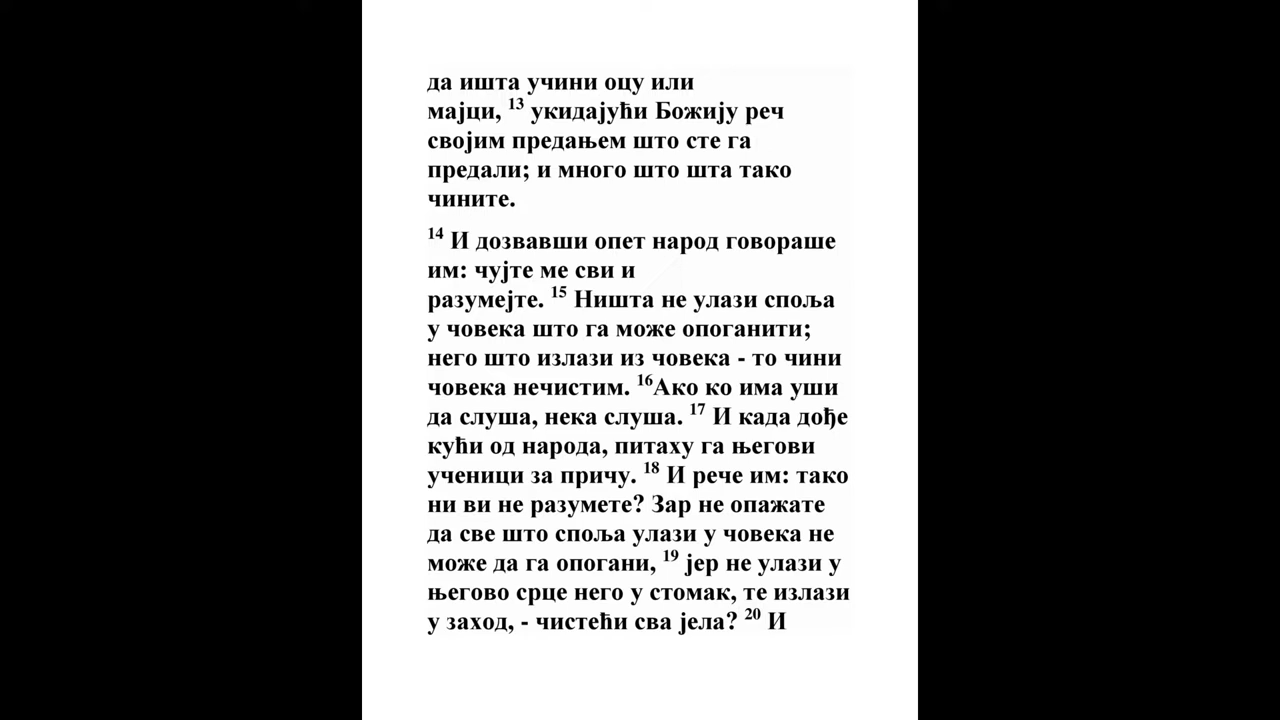 да ишта учини оцу или
мајци, 13 укидајући Божију реч
својим предањем што сте га
предали; и много што шта тако
чините.
14 И дозвавши опет народ говораше
им: чујте ме сви и
разумејте. 15 Ништа не улази споља
у човека што га може опоганити;
него што излази из човека - то чини
човека нечистим. 16Ако ко има уши
да слуша, нека слуша. 17 И када дође
кући од народа, питаху га његови
ученици за причу. 18 И рече им: тако
ни ви не разумете? Зар не опажате
да све што споља улази у човека не
може да га опогани, 19 јер не улази у
његово срце него у стомак, те излази
у заход, - чистећи сва јела? 20 И